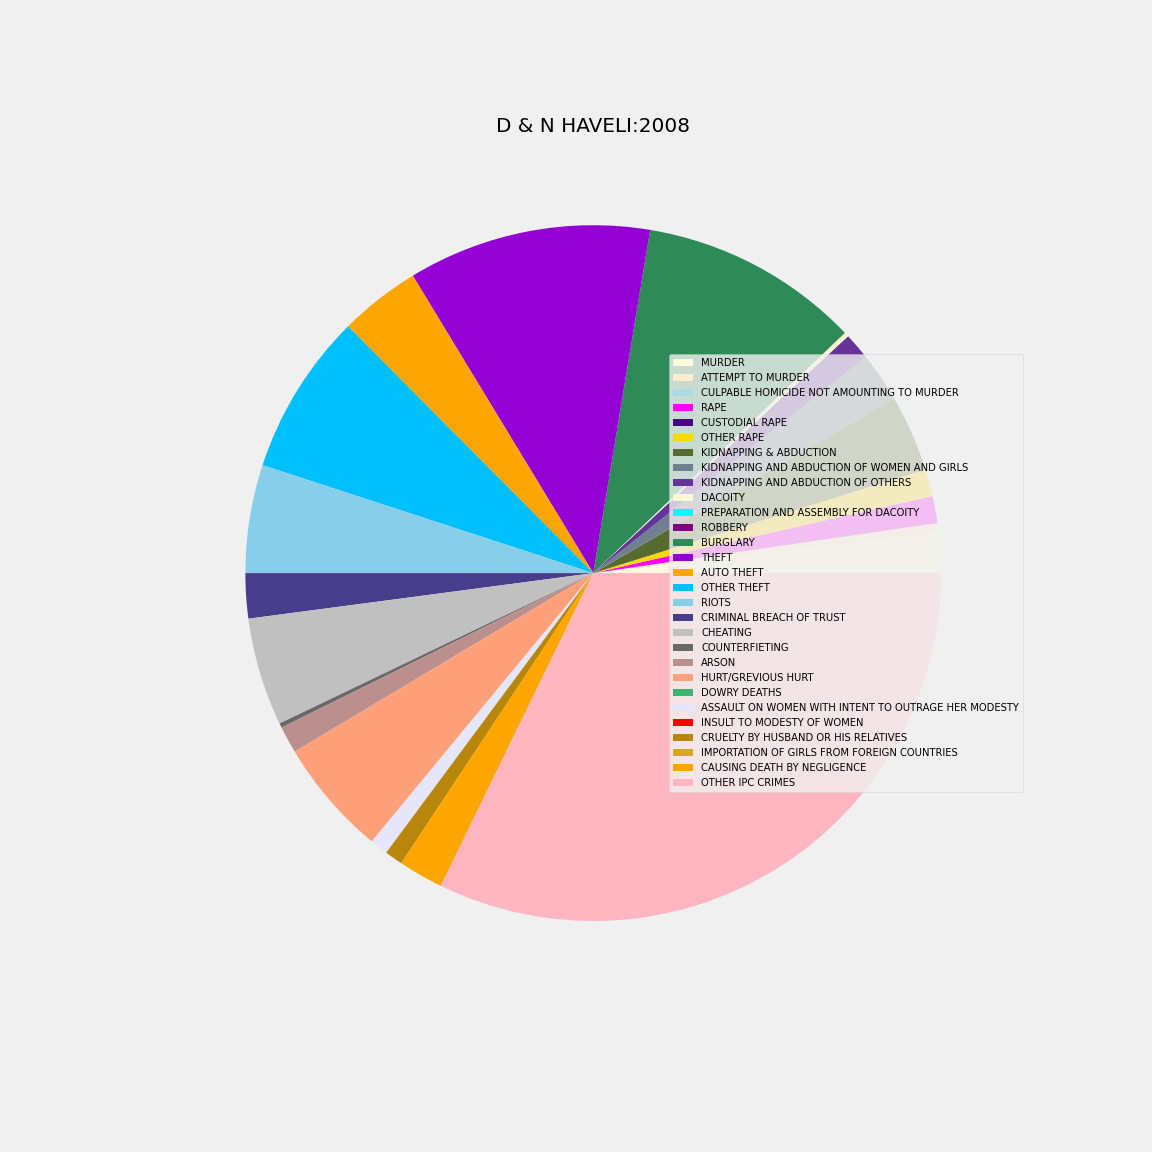 D & N HAVELI:2008
MURDER
ATTEMPT TO MURDER
CULPABLE HOMICIDE NOT AMOUNTING TO MURDER
RAPE
CUSTODIAL RAPE
OTHER RAPE
KIDNAPPING & ABDUCTION
KIDNAPPING AND ABDUCTION OF WOMEN AND GIRLS
KIDNAPPING AND ABDUCTION OF OTHERS
DACOITY
PREPARATION AND ASSEMBLY FOR DACOITY
ROBBERY
BURGLARY
THEFT
AUTO THEFT
OTHER THEFT
RIOTS
CRIMINAL BREACH OF TRUST
CHEATING
COUNTERFIETING
ARSON
HURT/GREVIOUS HURT
DOWRY DEATHS
ASSAULT ON WOMEN WITH INTENT TO OUTRAGE HER MODESTY
INSULT TO MODESTY OF WOMEN
CRUELTY BY HUSBAND OR HIS RELATIVES
IMPORTATION OF GIRLS FROM FOREIGN COUNTRIES
CAUSING DEATH BY NEGLIGENCE
OTHER IPC CRIMES